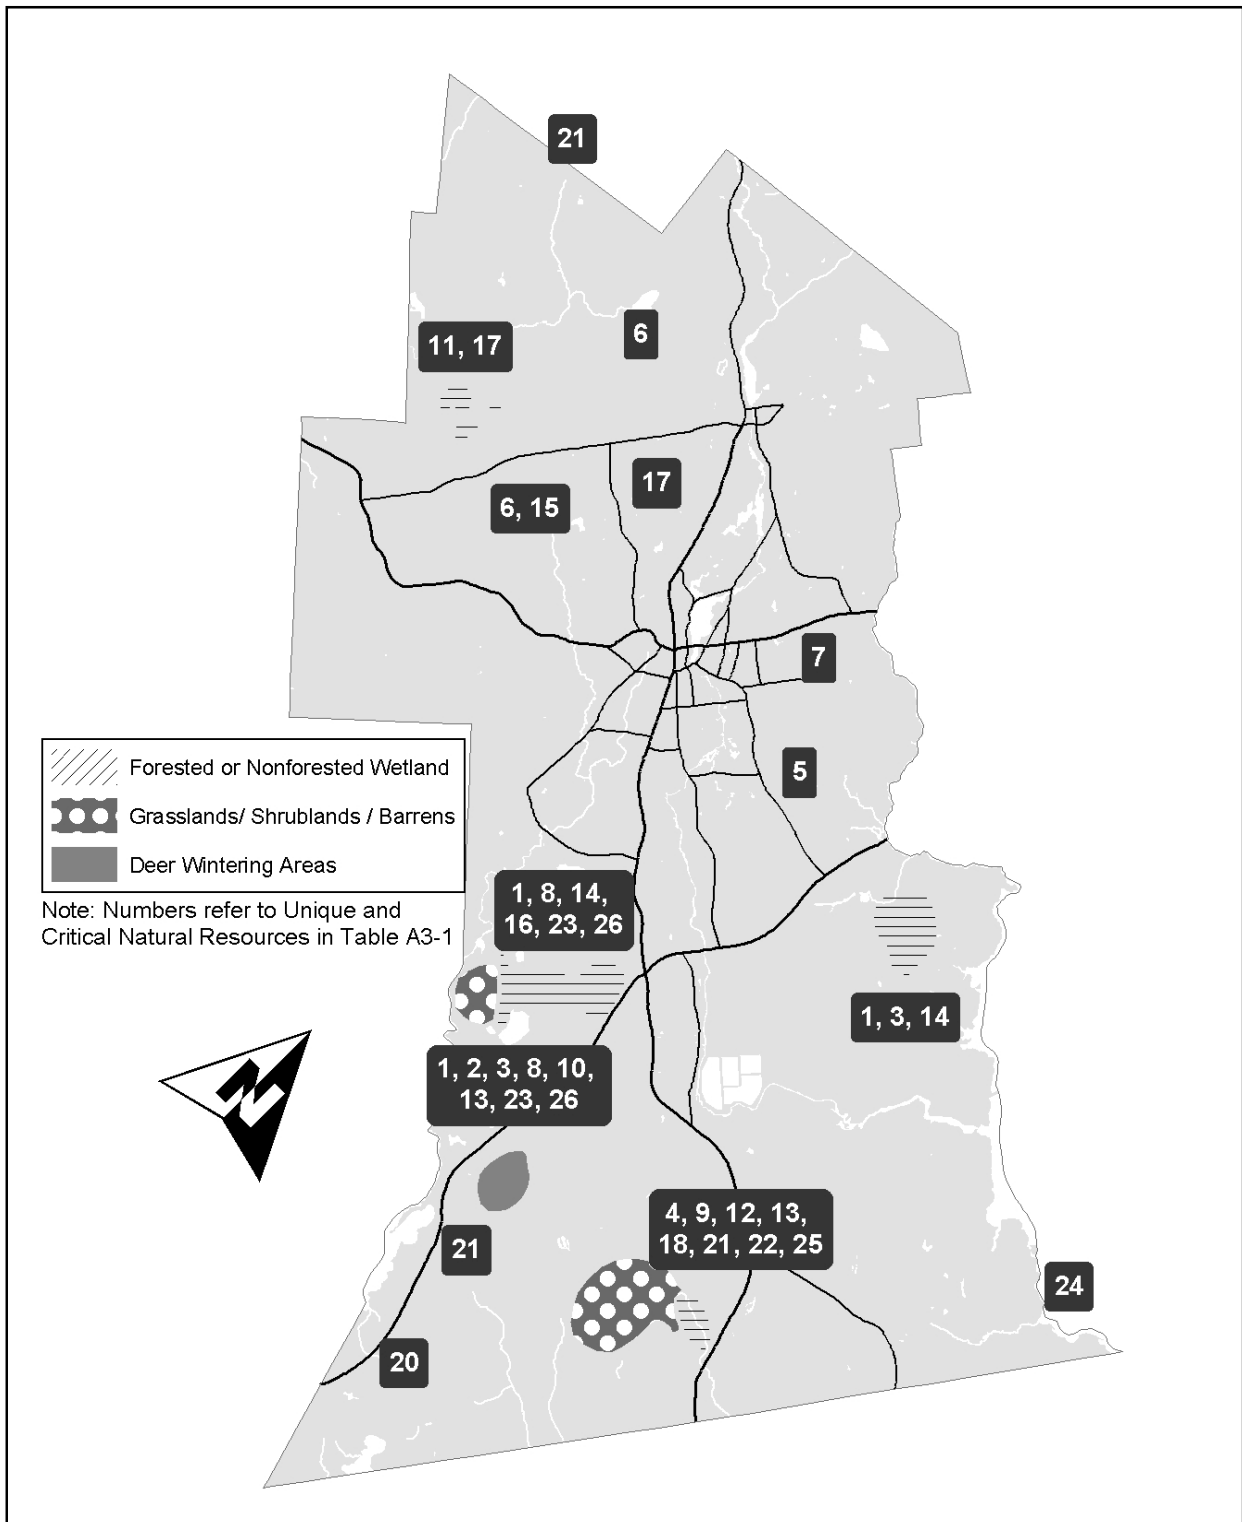 21
6
11, 17
17
6, 15
7
5
Forested or Nonforested Wetland
Grasslands/ Shrublands / Barrens
Deer Wintering Areas
Note: Numbers refer to Unique and
Critical Natural Resources in Table A3-1
1, 8, 14,
16, 23, 26
1, 3, 14
1, 2, 3, 8, 10,
13, 23, 26
N
4, 9, 12, 13,
18, 21, 22, 25
21
24
20